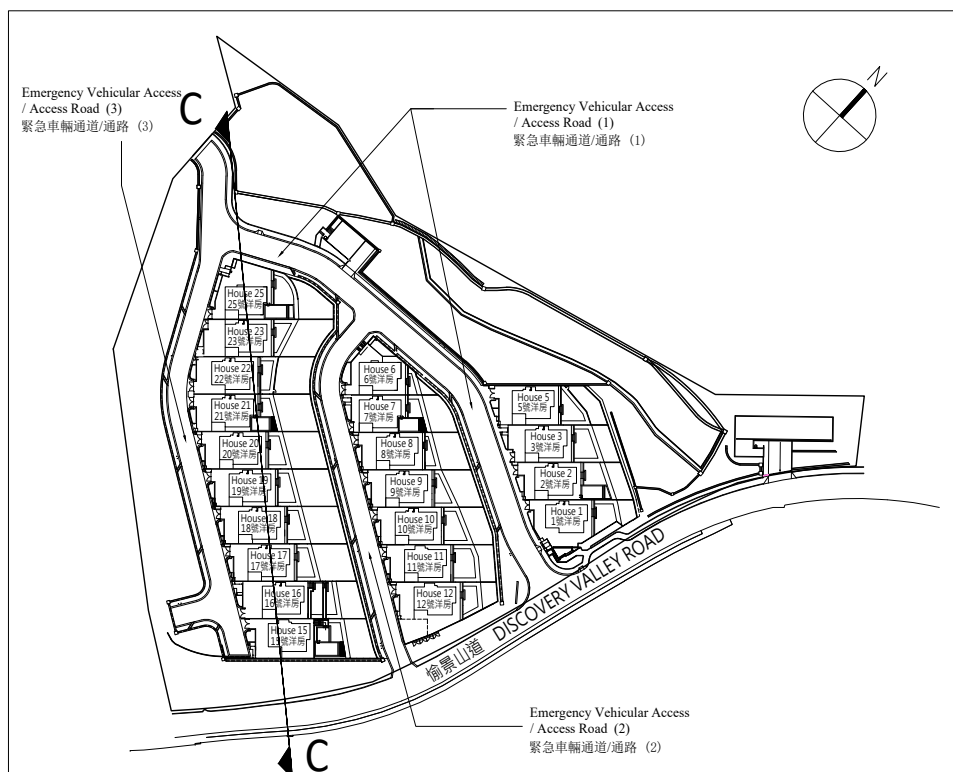 Emergency Vehicular Access
/ Access Road (3)
緊急車輛通道/通路 (3)
C
Emergency Vehicular Access
/ Access Road (1)
緊急車輛通道/通路 (1)
N
House 25
25號洋房
House 23
23號洋房
House 22
22號洋房
House 21
21號洋房
House 20
20號洋房
House 19
19號洋房
House 18
18號洋房
House 17
17號洋房
House 16
16號洋房
House 15
15號洋房
House 6
6號洋房
House 7
7號洋房
House 8
8號洋房
House 9
9號洋房
House 10
10號洋房
House 11
11號洋房
House 12
12號洋房
House 5
5號洋房
House 3
3號洋房
House 2
2號洋房
House 1
1號洋房
愉景山道 DISCOVERY VALLEY ROAD
Emergency Vehicular Access
/ Access Road (2)
緊急車輛通道/通路 (2)
C